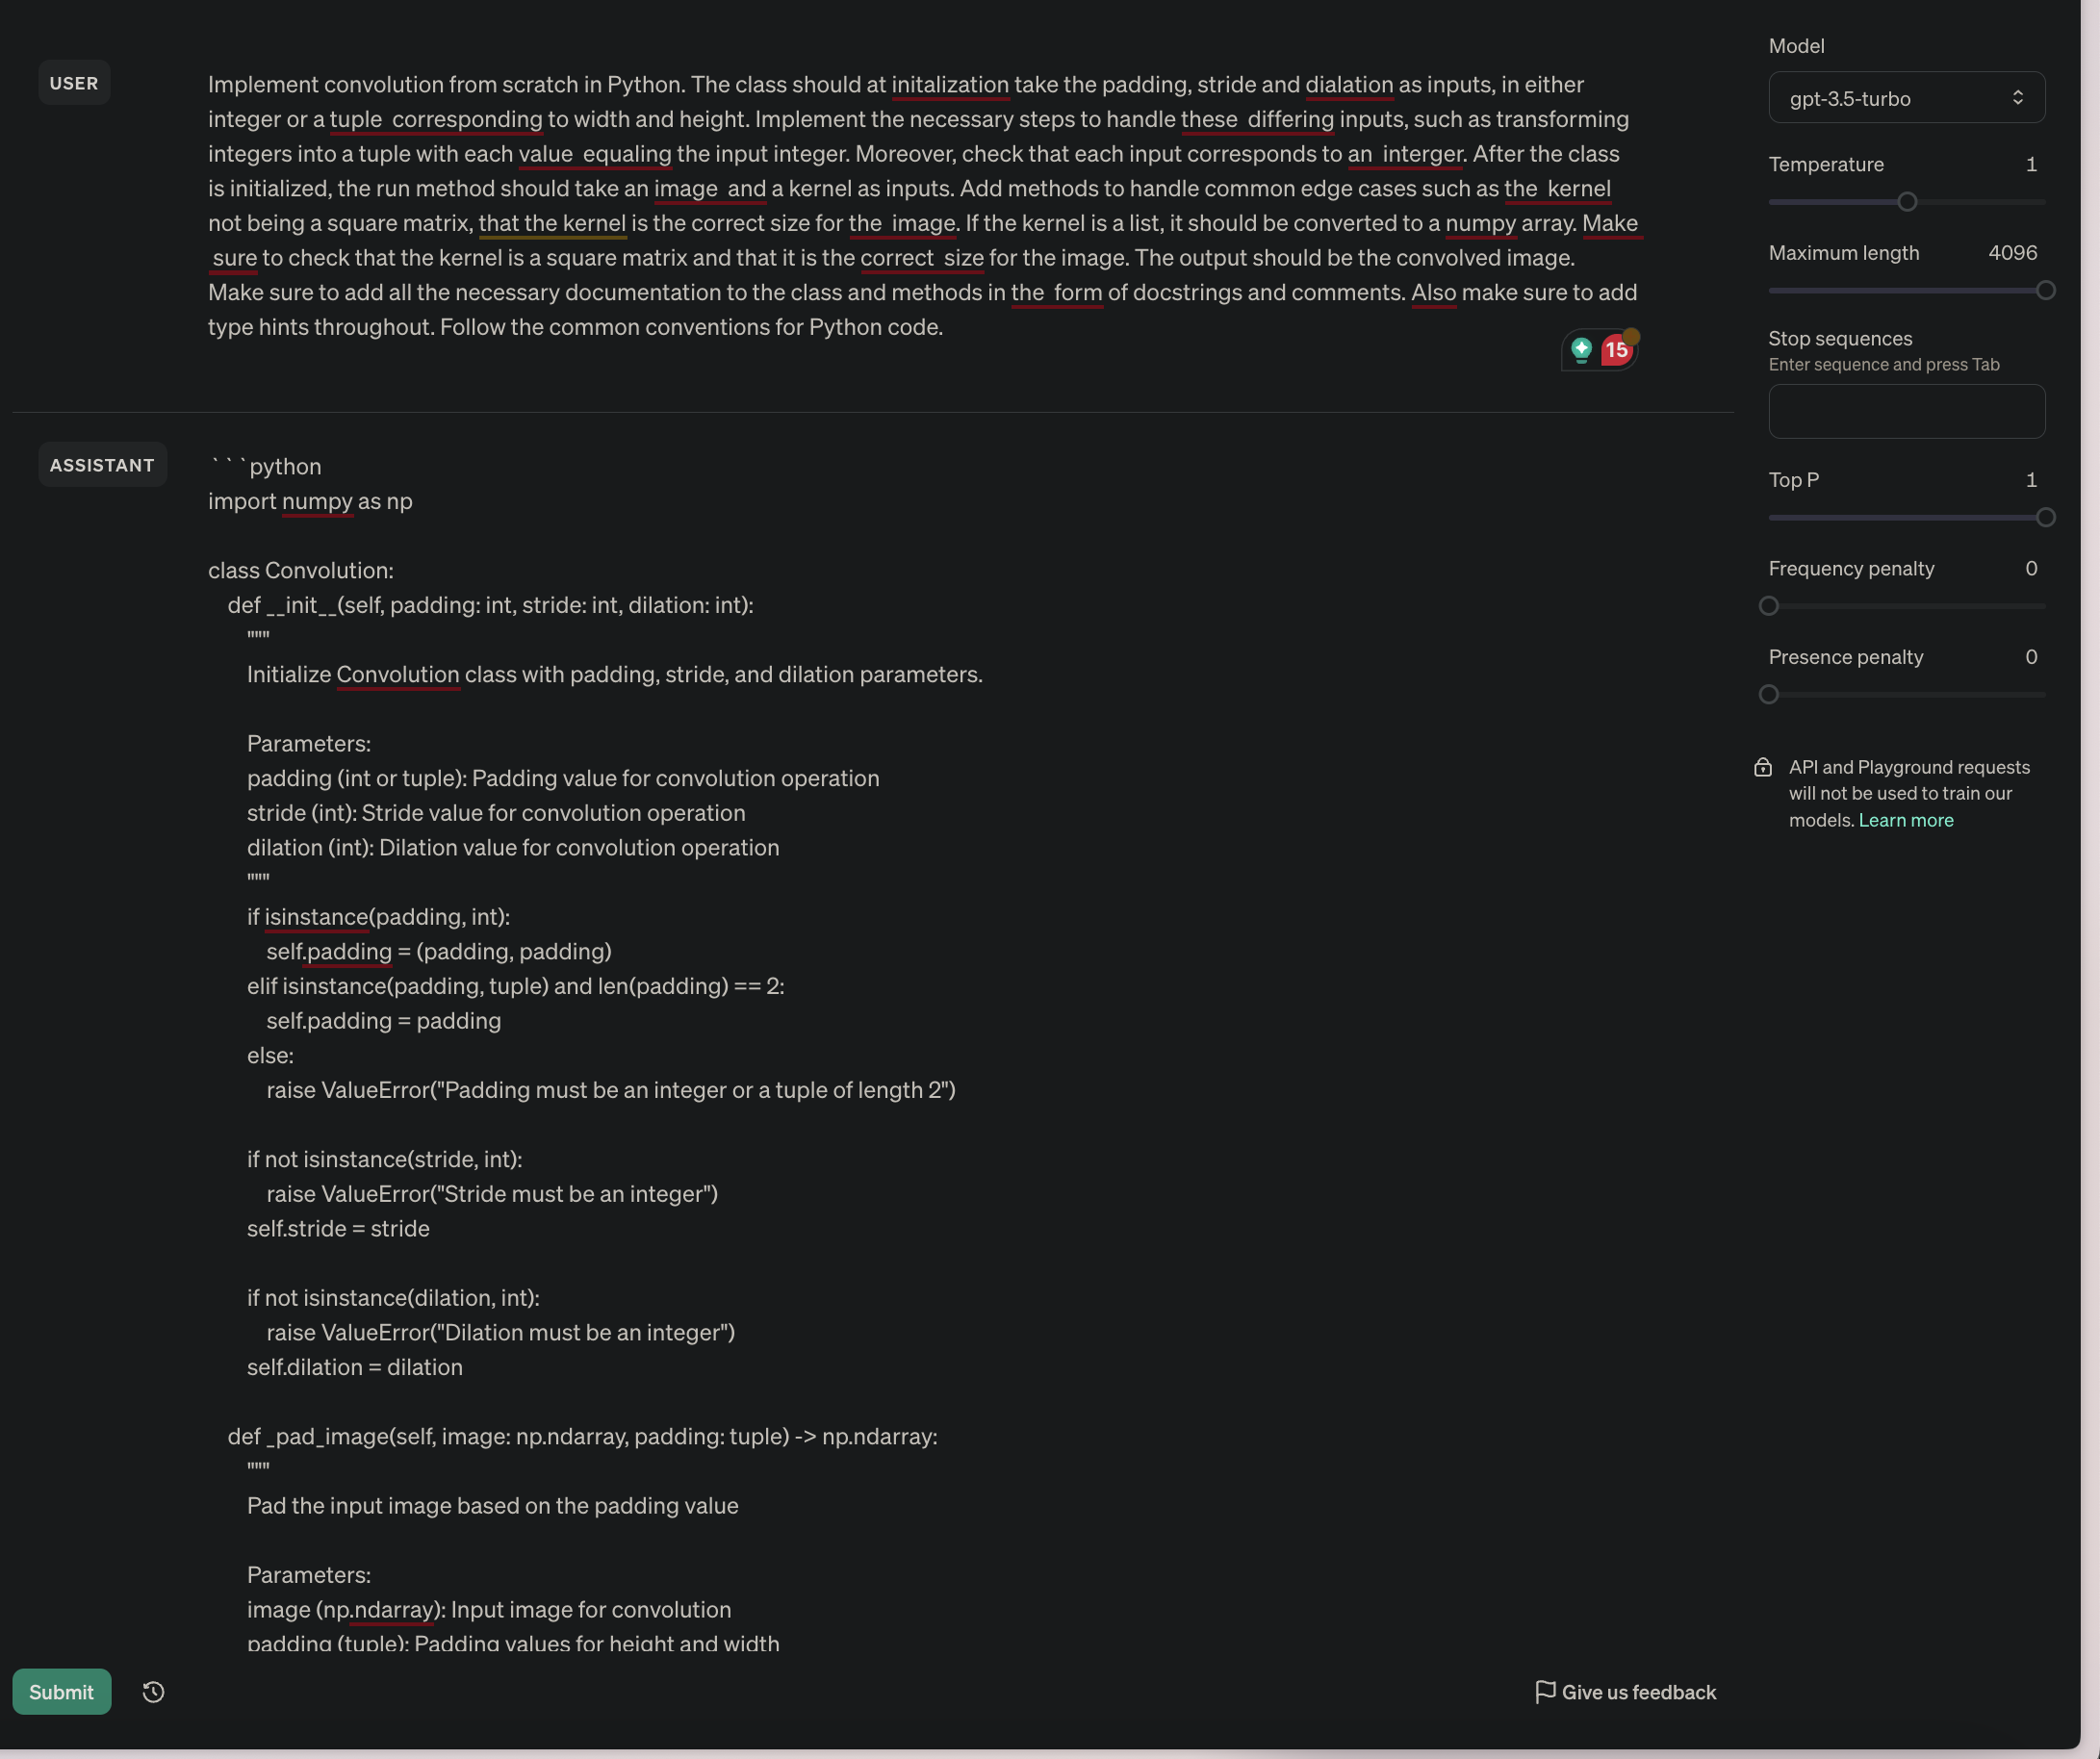 USER
Implement convolution from scratch in Python. The class should at initalization take the padding, stride and dialation as inputs, in either
integer or a tuple  corresponding to width and height. Implement the necessary steps to handle these  differing inputs, such as transforming
integers into a tuple with each value  equaling the input integer. Moreover, check that each input corresponds to an  interger. After the class
is initialized, the run method should take an image  and a kernel as inputs. Add methods to handle common edge cases such as the  kernel
not being a square matrix, that the kernel is the correct size for the  image. If the kernel is a list, it should be converted to a numpy array. Make
sure to check that the kernel is a square matrix and that it is the correct  size for the image. The output should be the convolved image.
Make sure to add all the necessary documentation to the class and methods in the  form of docstrings and comments. Also make sure to add
type hints throughout. Follow the common conventions for Python code.
15
ASSISTANT
```python
import numpy as np

class Convolution:
    def __init__(self, padding: int, stride: int, dilation: int):
        """
        Initialize Convolution class with padding, stride, and dilation parameters.

        Parameters:
        padding (int or tuple): Padding value for convolution operation
        stride (int): Stride value for convolution operation
        dilation (int): Dilation value for convolution operation
        """
        if isinstance(padding, int):
            self.padding = (padding, padding)
        elif isinstance(padding, tuple) and len(padding) == 2:
            self.padding = padding
        else:
            raise ValueError("Padding must be an integer or a tuple of length 2")

        if not isinstance(stride, int):
            raise ValueError("Stride must be an integer")
        self.stride = stride

        if not isinstance(dilation, int):
            raise ValueError("Dilation must be an integer")
        self.dilation = dilation

    def _pad_image(self, image: np.ndarray, padding: tuple) -> np.ndarray:
        """
        Pad the input image based on the padding value

        Parameters:
        image (np.ndarray): Input image for convolution
        padding (tuple): Padding values for height and width
Submit
Give us feedback
Model
gpt-3.5-turbo
Temperature 1
Maximum length 4096
Stop sequences
Enter sequence and press Tab
Top P 1
Frequency penalty 0
Presence penalty 0
API and Playground requests
will not be used to train our
models. Learn more